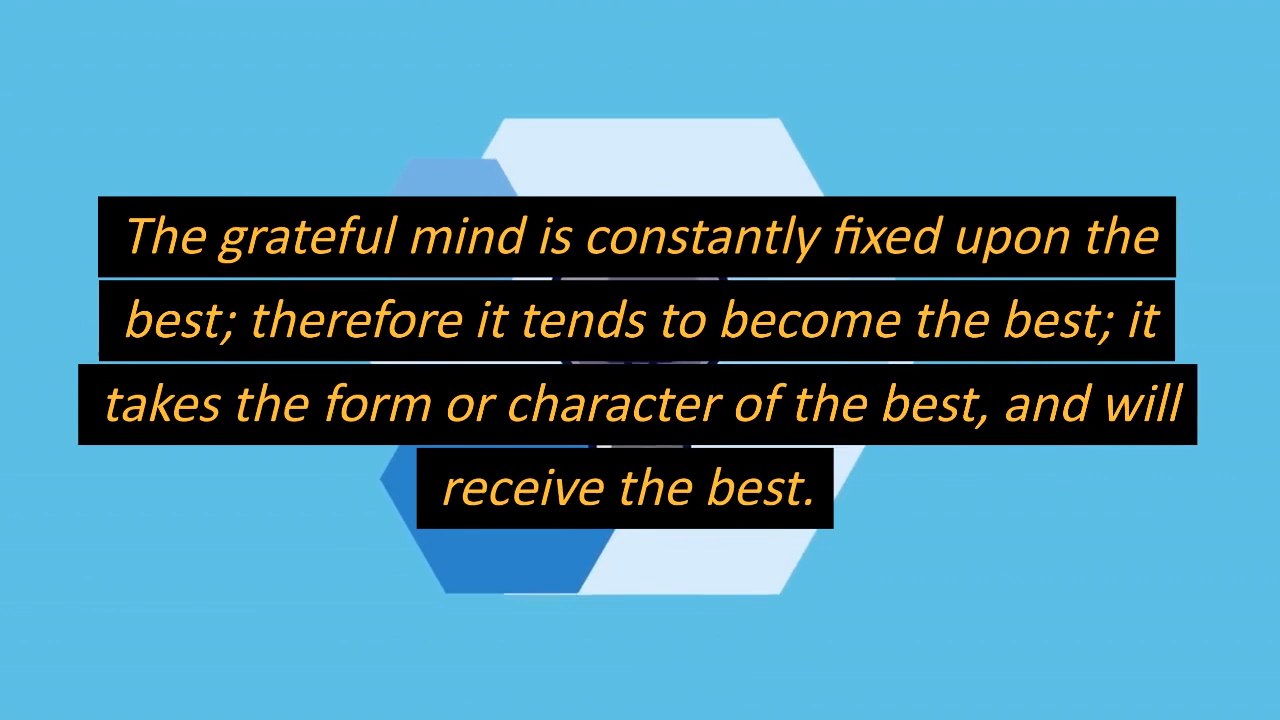 The grateful mind is constantly fixed upon the
best; therefore it tends to become the best; it
takes the form or character of the best, and will
receive the best.